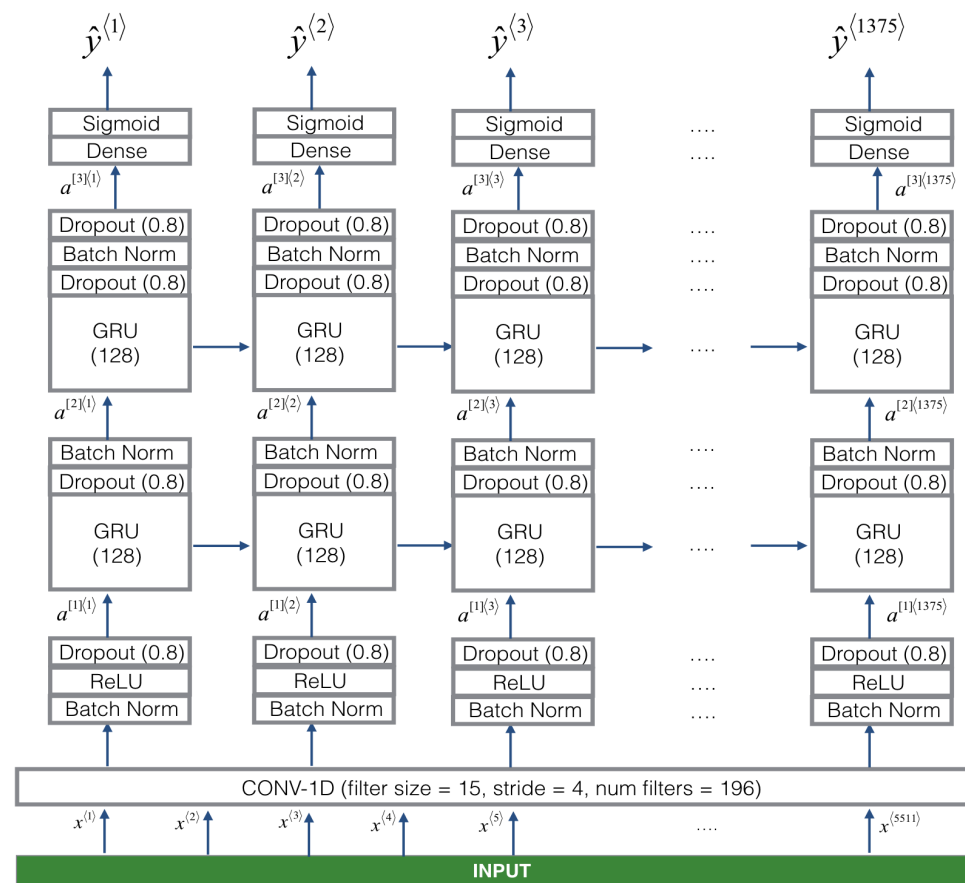 ŷ⟨1⟩ ŷ⟨2⟩ ŷ⟨3⟩ ŷ⟨1375⟩
Sigmoid Sigmoid Sigmoid .... Sigmoid
Dense Dense Dense .... Dense
a[3]⟨1⟩ a[3]⟨2⟩ a[3]⟨3⟩ a[3]⟨1375⟩
Dropout (0.8) Dropout (0.8) Dropout (0.8) .... Dropout (0.8)
Batch Norm Batch Norm Batch Norm .... Batch Norm
Dropout (0.8) Dropout (0.8) Dropout (0.8) .... Dropout (0.8)
GRU GRU GRU .... GRU
(128) (128) (128) (128)
a[2]⟨1⟩ a[2]⟨2⟩ a[2]⟨3⟩ a[2]⟨1375⟩
Batch Norm Batch Norm Batch Norm .... Batch Norm
Dropout (0.8) Dropout (0.8) Dropout (0.8) .... Dropout (0.8)
GRU GRU GRU .... GRU
(128) (128) (128) (128)
a[1]⟨1⟩ a[1]⟨2⟩ a[1]⟨3⟩ a[1]⟨1375⟩
Dropout (0.8) Dropout (0.8) Dropout (0.8) .... Dropout (0.8)
ReLU ReLU ReLU .... ReLU
Batch Norm Batch Norm Batch Norm .... Batch Norm
CONV-1D (filter size = 15, stride = 4, num filters = 196)
x⟨1⟩ x⟨2⟩ x⟨3⟩ x⟨4⟩ x⟨5⟩ .... x⟨5511⟩
INPUT